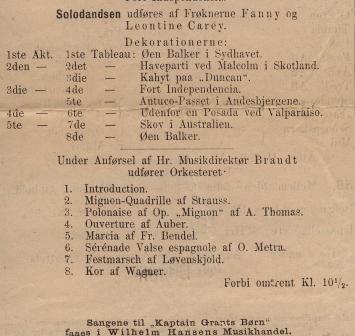 Solodandsen udføres af Frøknerne Fanny og
Leontine Carey.
Dekorationerne:
1ste Akt. 1ste Tableau: Øen Balker i Sydhavet.
2den — 2det — Haveparti ved Malcolm i Skotland.
3die — Kahyt paa „Duncan“.
3die — 4de — Fort Independencia.
5te — Antuco-Passet i Andesbjergene.
4de — 6te — Udenfor en Posada ved Valparaiso.
5te — 7de — Skov i Australien.
8de — Øen Balker.
Under Anførsel af Hr. Musikdirektør Brandt
udfører Orkesteret:
1. Introduction.
2. Mignon-Quadrille af Strauss.
3. Polonaise af Op. „Mignon“ af A. Thomas.
4. Ouverture af Auber.
5. Marcia af Fr. Bendel.
6. Sérénade Valse espagnole af O. Metra.
7. Festmarsch af Løvenskjold.
8. Kor af Wagner.
Forbi omtrent Kl. 10½.
Sangene til „Kaptain Grants Børn“
faaes i Wilhelm Hansens Musikhandel.